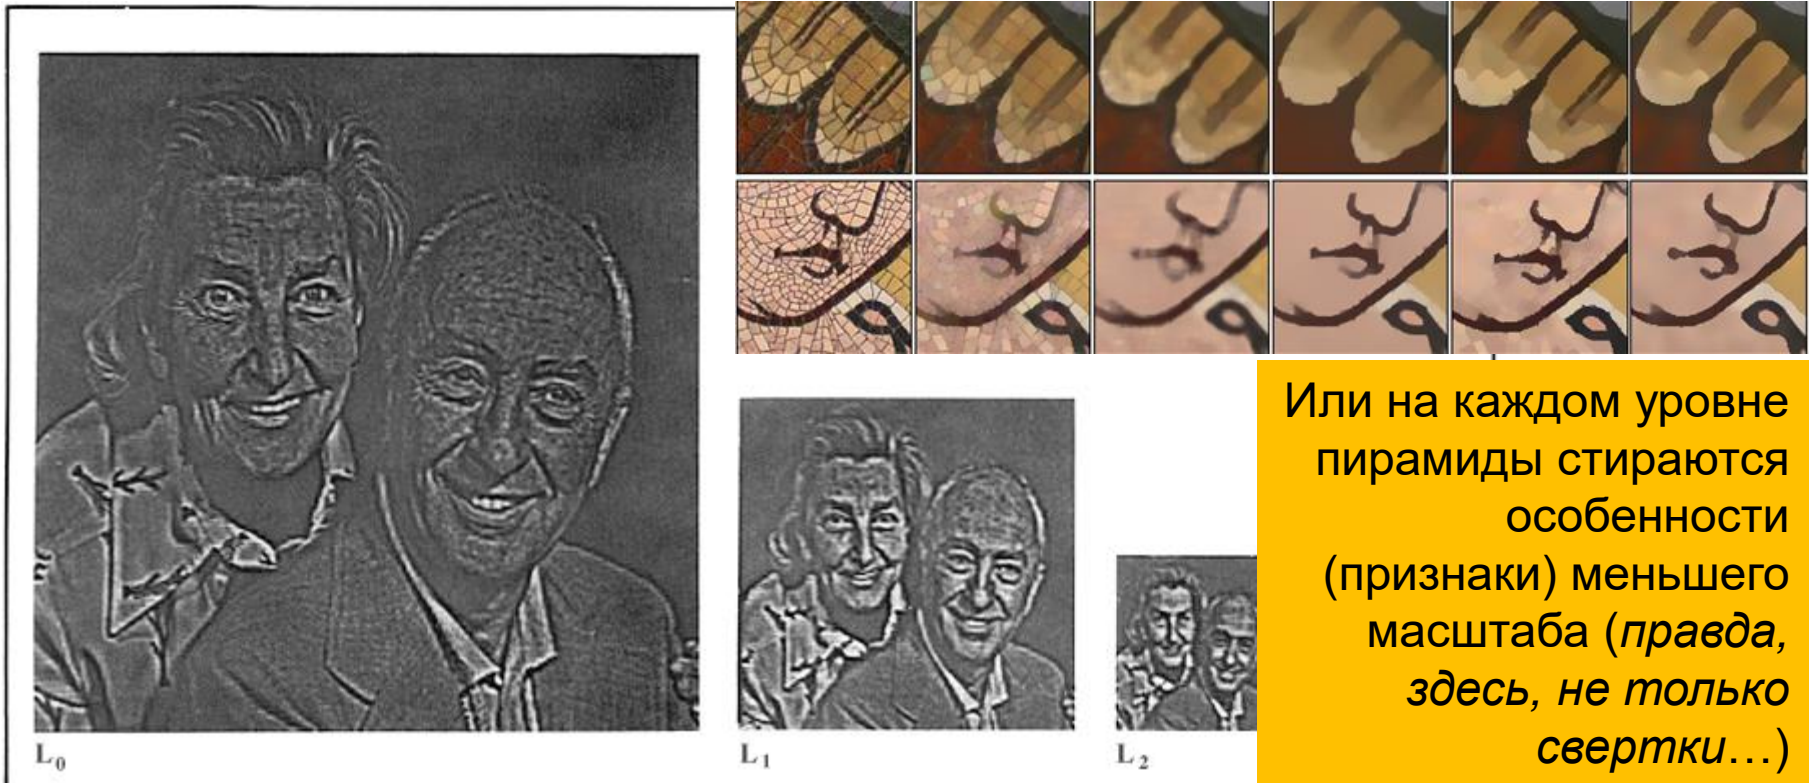 Или на каждом уровне
пирамиды стираются
особенности
(признаки) меньшего
масштаба (правда,
здесь, не только
свертки…)
L0
L1
L2